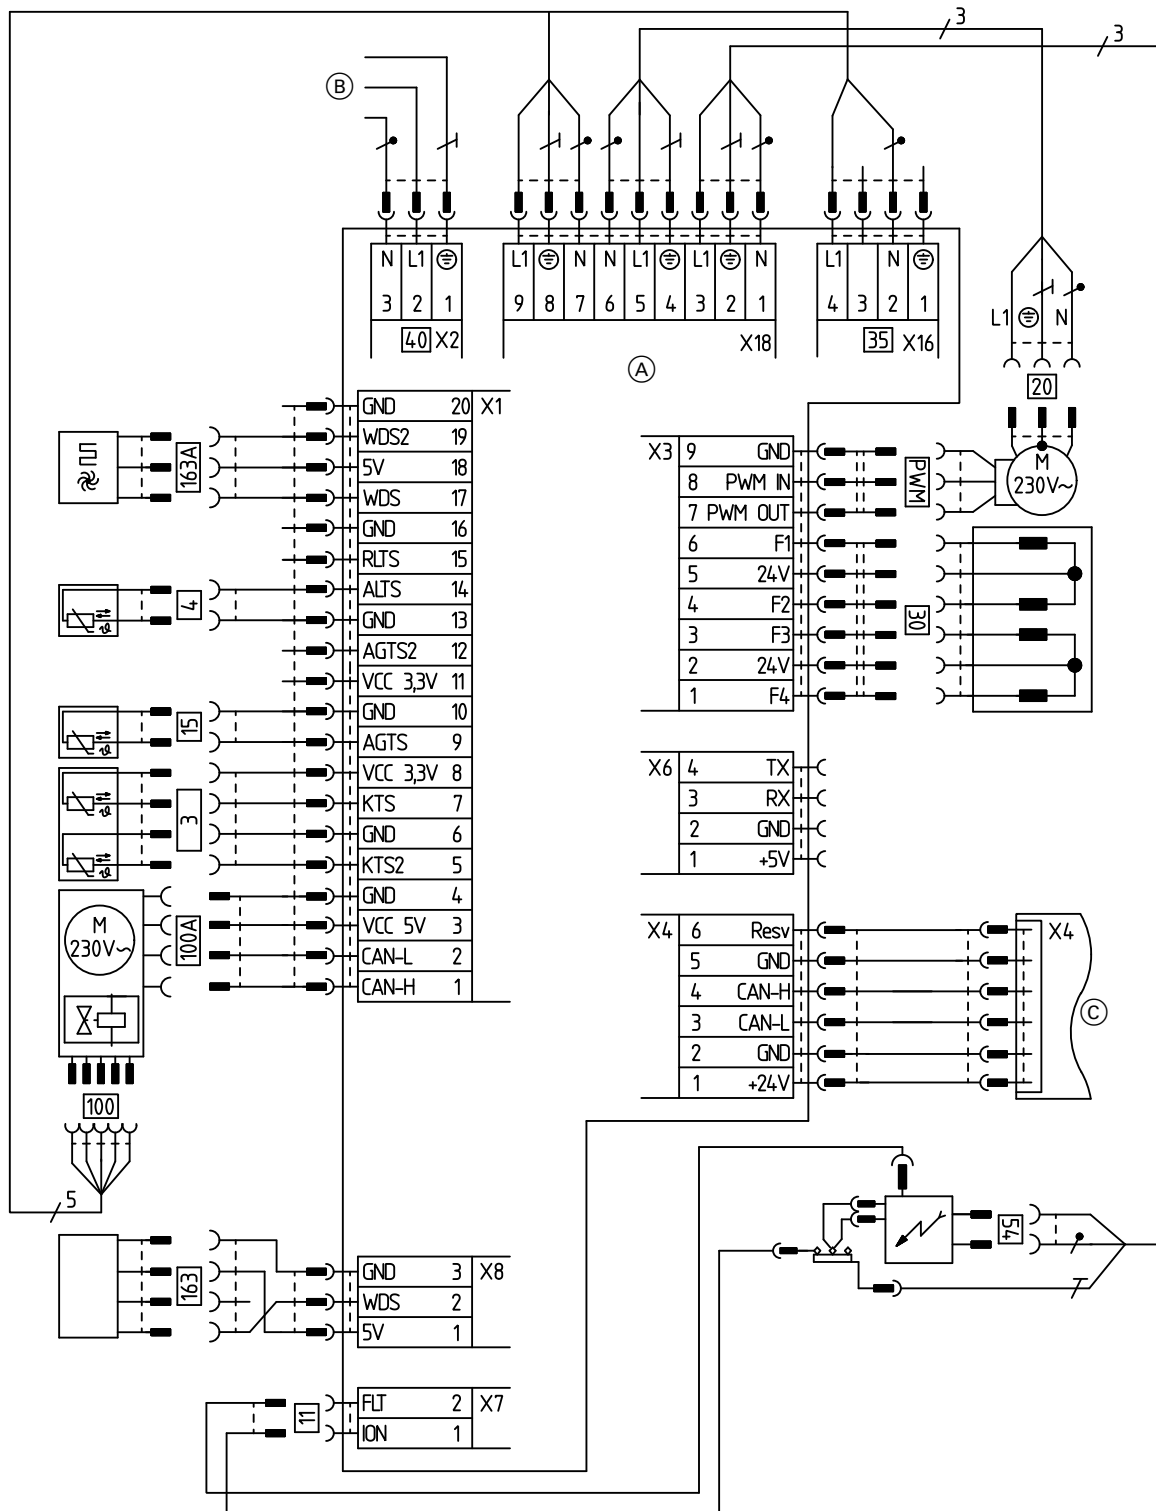 3
3
B
N L1 L1 N N L1 L1 N L1 N
3 2 1 9 8 7 6 5 4 3 2 1 4 3 2 1
40 X2 X18 35 X16
A
L1 N
20
M
230V~
GND 20 X1
WDS2 19
5V 18
WDS 17
GND 16
RLTS 15
ALTS 14
GND 13
AGTS2 12
VCC 3,3V 11
GND 10
AGTS 9
VCC 3,3V 8
KTS 7
GND 6
KTS2 5
GND 4
VCC 5V 3
CAN-L 2
CAN-H 1
163A
4
ϑ
15
ϑ
3
ϑ
ϑ
100A
M
230V~
100
5
X3 9 GND
8 PWM IN
7 PWM OUT
6 F1
5 24V
4 F2
3 F3
2 24V
1 F4
PWM
30
X6 4 TX
3 RX
2 GND
1 +5V
X4 6 Resv
5 GND
4 CAN-H
3 CAN-L
2 GND
1 +24V
X4
C
54
163
GND 3 X8
WDS 2
5V 1
11
FLT 2 X7
ION 1